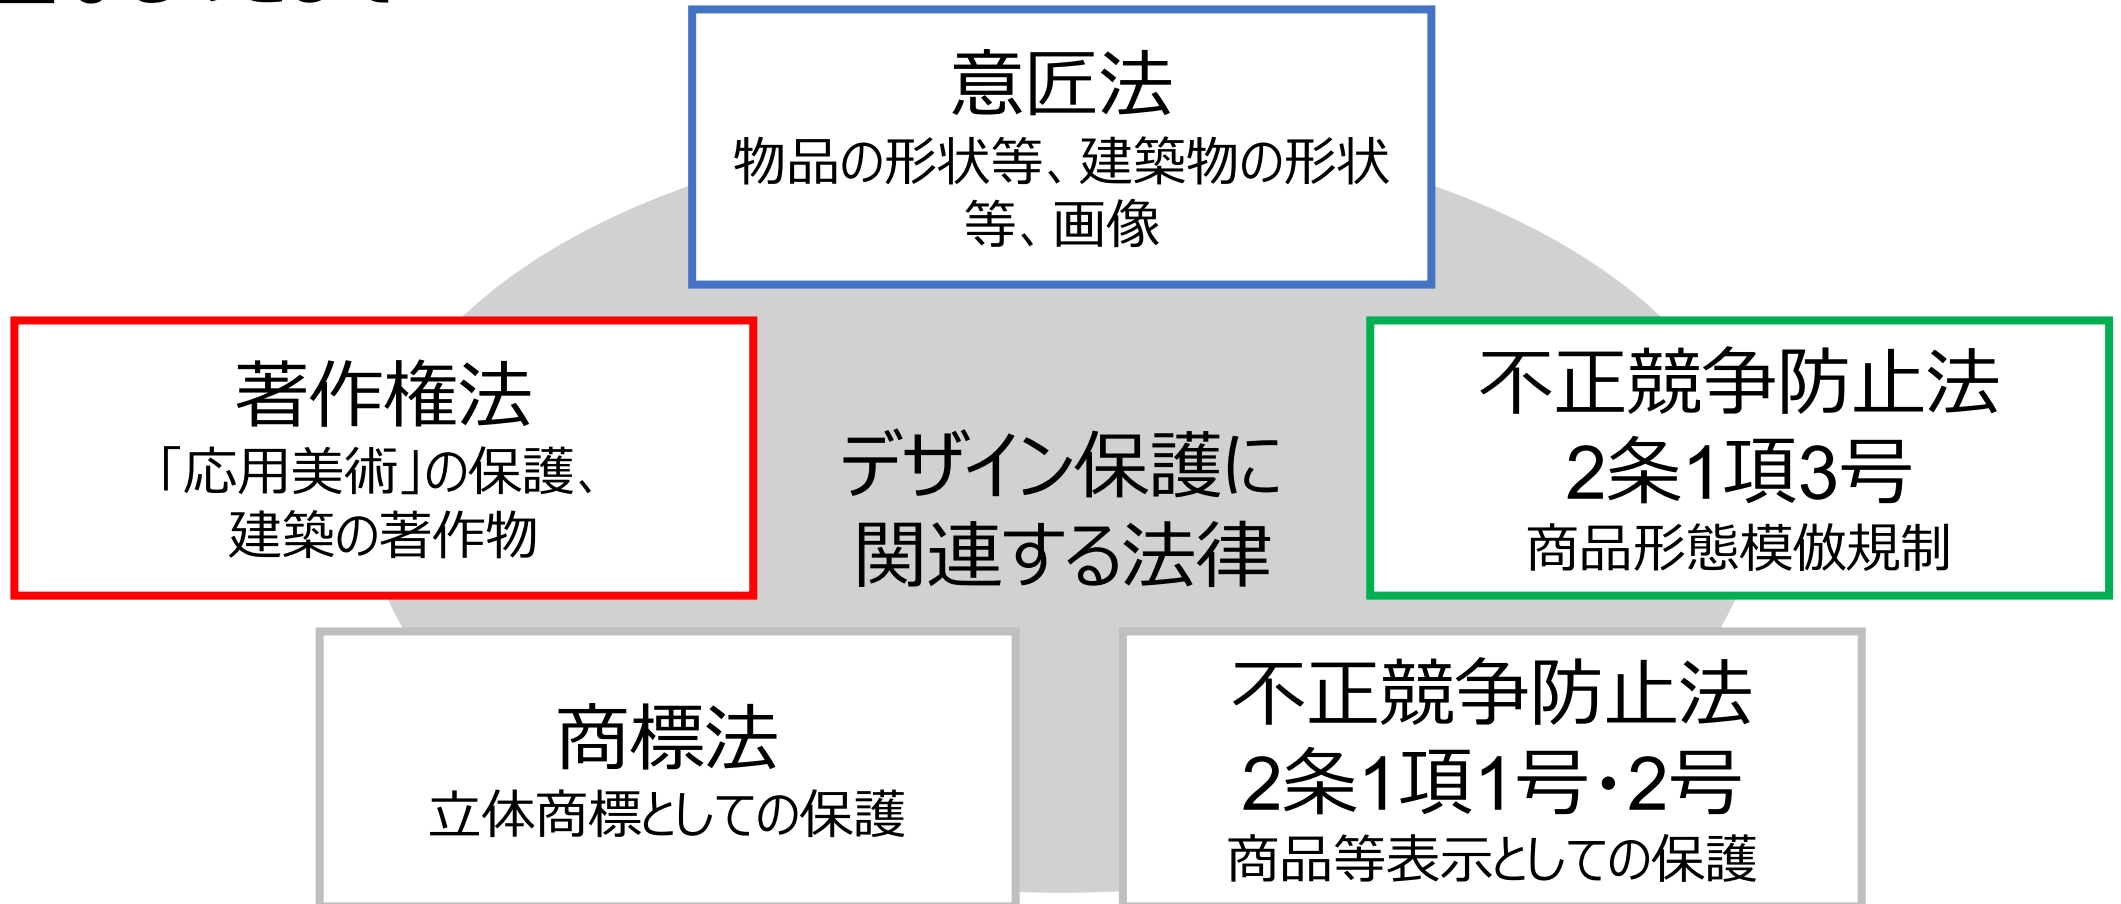 意匠法
物品の形状等、建築物の形状
等、画像
著作権法
「応用美術」の保護、
建築の著作物
デザイン保護に
関連する法律
不正競争防止法
2条1項3号
商品形態模倣規制
商標法
立体商標としての保護
不正競争防止法
2条1項1号・2号
商品等表示としての保護